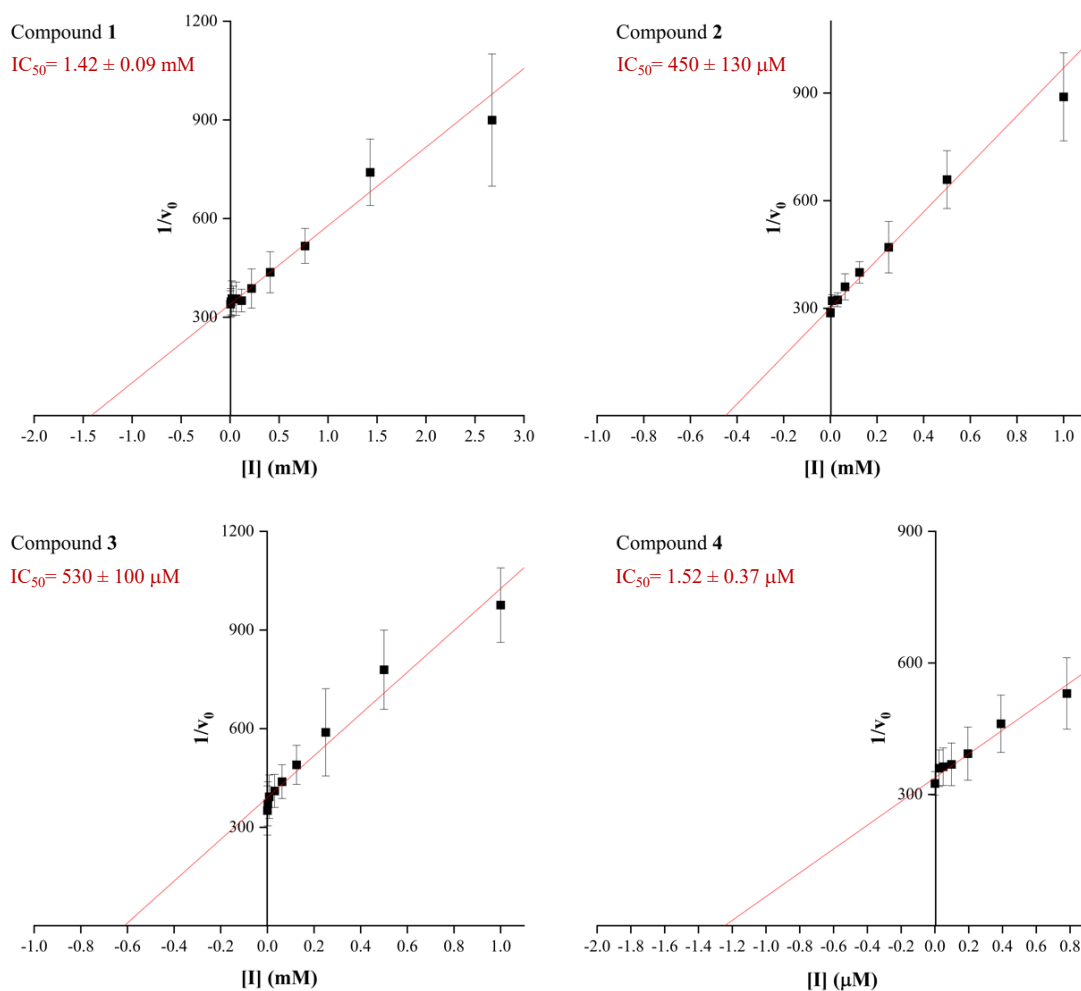 Compound 1
IC50= 1.42 ± 0.09 mM
1200
900
600
300
1/v0
-2.0 -1.5 -1.0 -0.5 0.0 0.5 1.0 1.5 2.0 2.5 3.0
[I] (mM)
Compound 2
IC50= 450 ± 130 μM
900
600
300
1/v0
-1.0 -0.8 -0.6 -0.4 -0.2 0.0 0.2 0.4 0.6 0.8 1.0
[I] (mM)
Compound 3
IC50= 530 ± 100 μM
1200
900
600
300
1/v0
-1.0 -0.8 -0.6 -0.4 -0.2 0.0 0.2 0.4 0.6 0.8 1.0
[I] (mM)
Compound 4
IC50= 1.52 ± 0.37 μM
900
600
300
1/v0
-2.0 -1.8 -1.6 -1.4 -1.2 -1.0 -0.8 -0.6 -0.4 -0.2 0.0 0.2 0.4 0.6 0.8
[I] (μM)